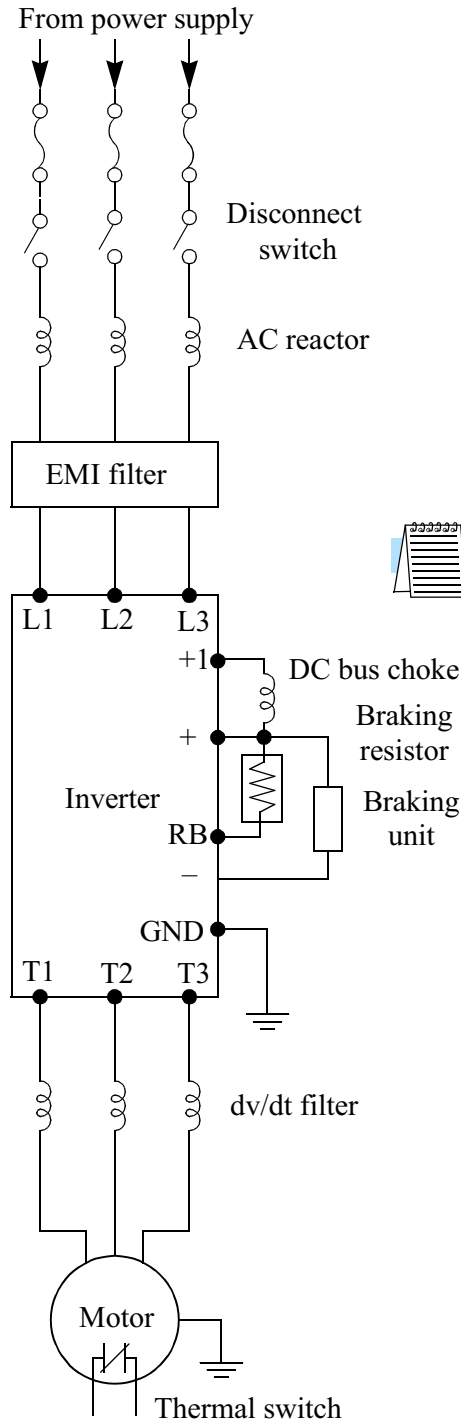 From power supply
Disconnect
switch
AC reactor
EMI filter
L1 L2 L3
+1
DC bus choke
+
Braking
resistor
Inverter
Braking
unit
RB
−
GND
T1 T2 T3
dv/dt filter
Motor
Thermal switch